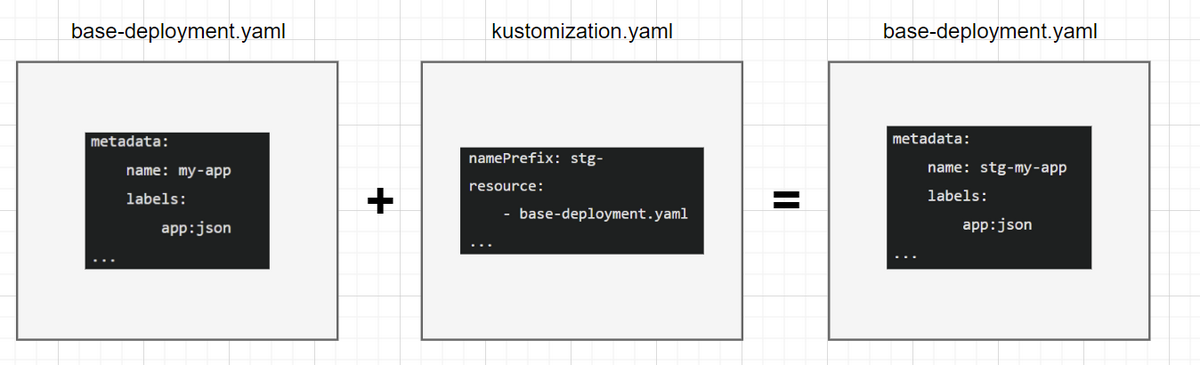 base-deployment.yaml
metadata:
name: my-app
labels:
app:json
...
+
kustomization.yaml
namePrefix: stg-
resource:
- base-deployment.yaml
...
=
base-deployment.yaml
metadata:
name: stg-my-app
labels:
app:json
...